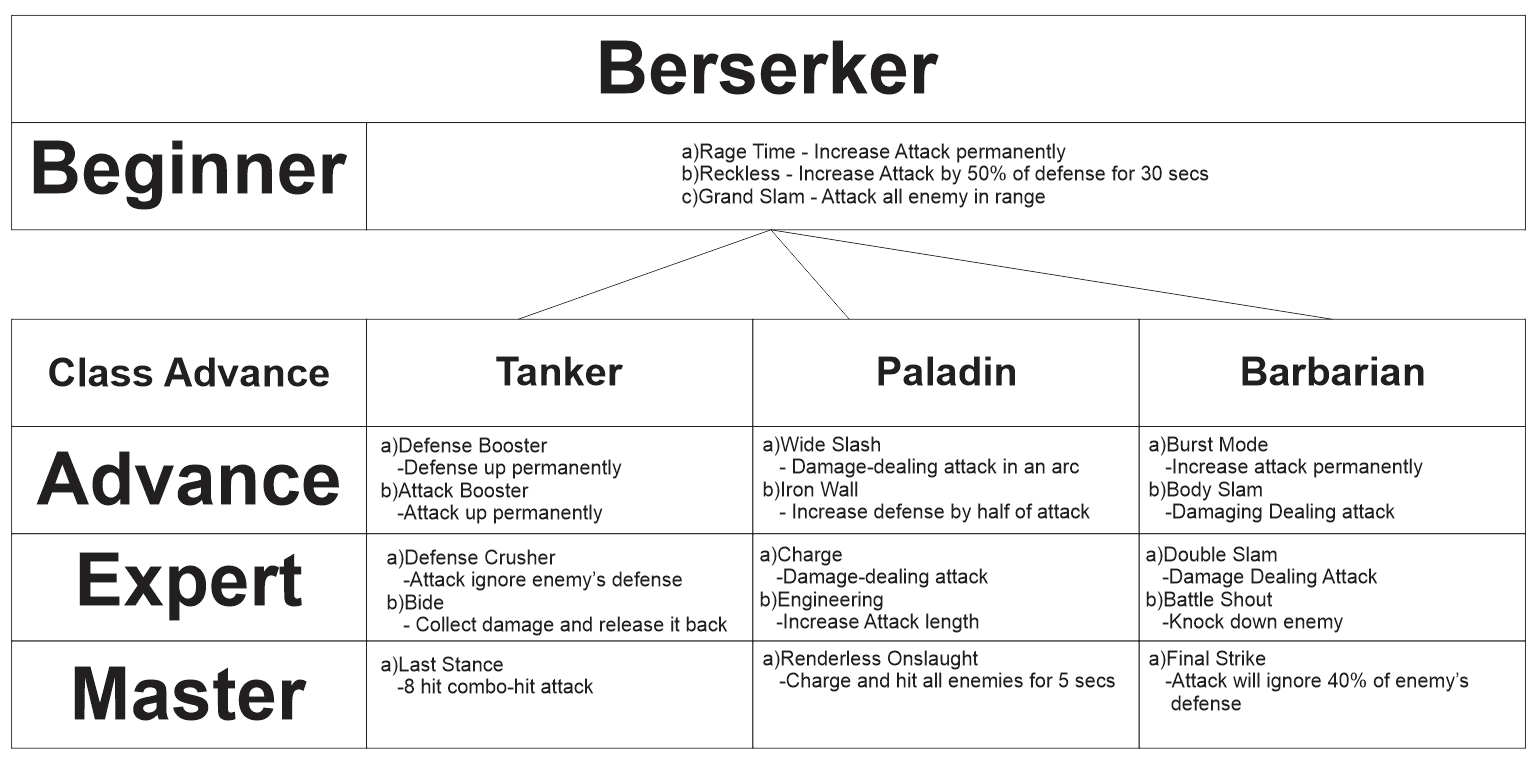 Berserker
Beginner
a)Rage Time - Increase Attack permanently
b)Reckless - Increase Attack by 50% of defense for 30 secs
c)Grand Slam - Attack all enemy in range
Class Advance
Tanker
Paladin
Barbarian
Advance
a)Defense Booster
-Defense up permanently
b)Attack Booster
-Attack up permanently
a)Wide Slash
- Damage-dealing attack in an arc
b)Iron Wall
- Increase defense by half of attack
a)Burst Mode
-Increase attack permanently
b)Body Slam
-Damaging Dealing attack
Expert
a)Defense Crusher
-Attack ignore enemy’s defense
b)Bide
- Collect damage and release it back
a)Charge
-Damage-dealing attack
b)Engineering
-Increase Attack length
a)Double Slam
-Damage Dealing Attack
b)Battle Shout
-Knock down enemy
Master
a)Last Stance
-8 hit combo-hit attack
a)Renderless Onslaught
-Charge and hit all enemies for 5 secs
a)Final Strike
-Attack will ignore 40% of enemy’s
defense